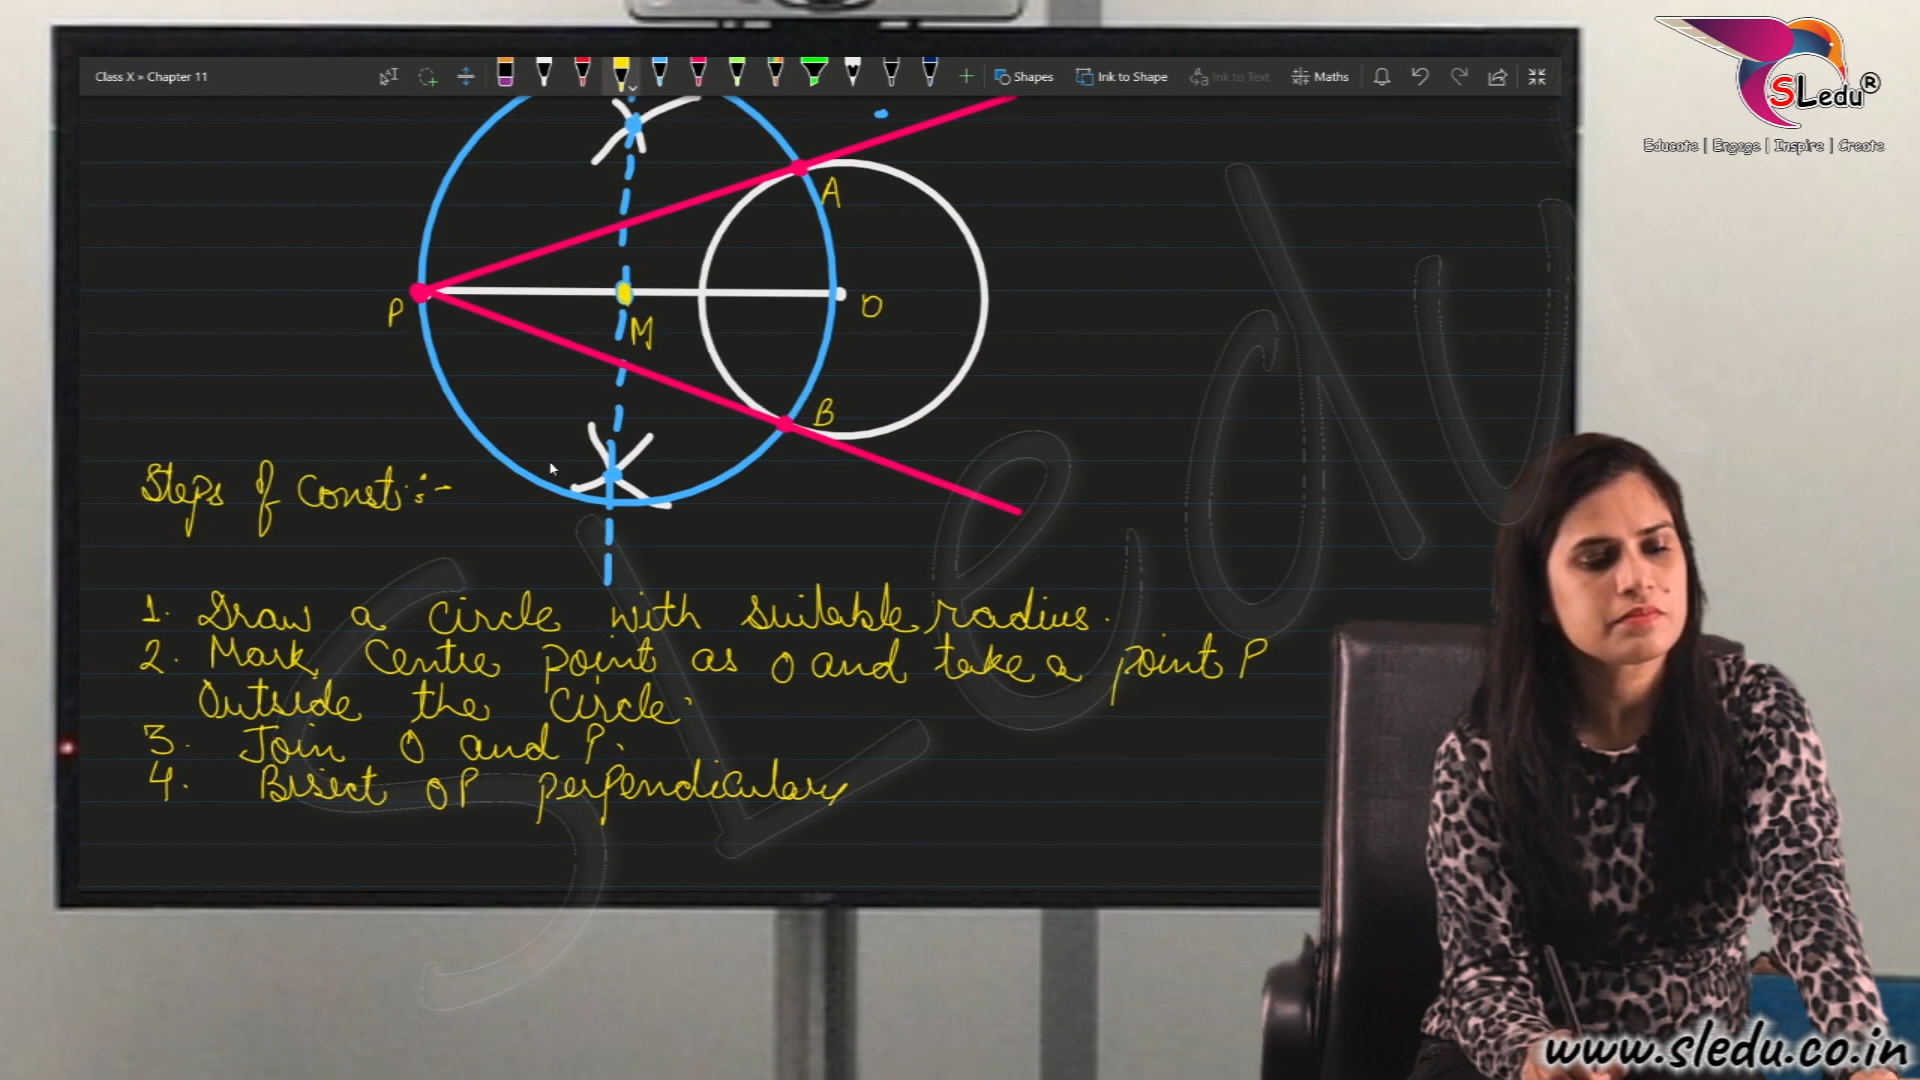 Class X » Chapter 11
Shapes
Ink to Shape
Ink to Text
Maths
SLedu®
Educate | Engage | Inspire | Create
A
P
M
O
B
Steps of Const:-
1. Draw a circle with suitable radius.
2. Mark Centre point as O and take a point P
outside the circle.
3. Join O and P.
4. Bisect OP perpendicularly
SLedu
www.sledu.co.in